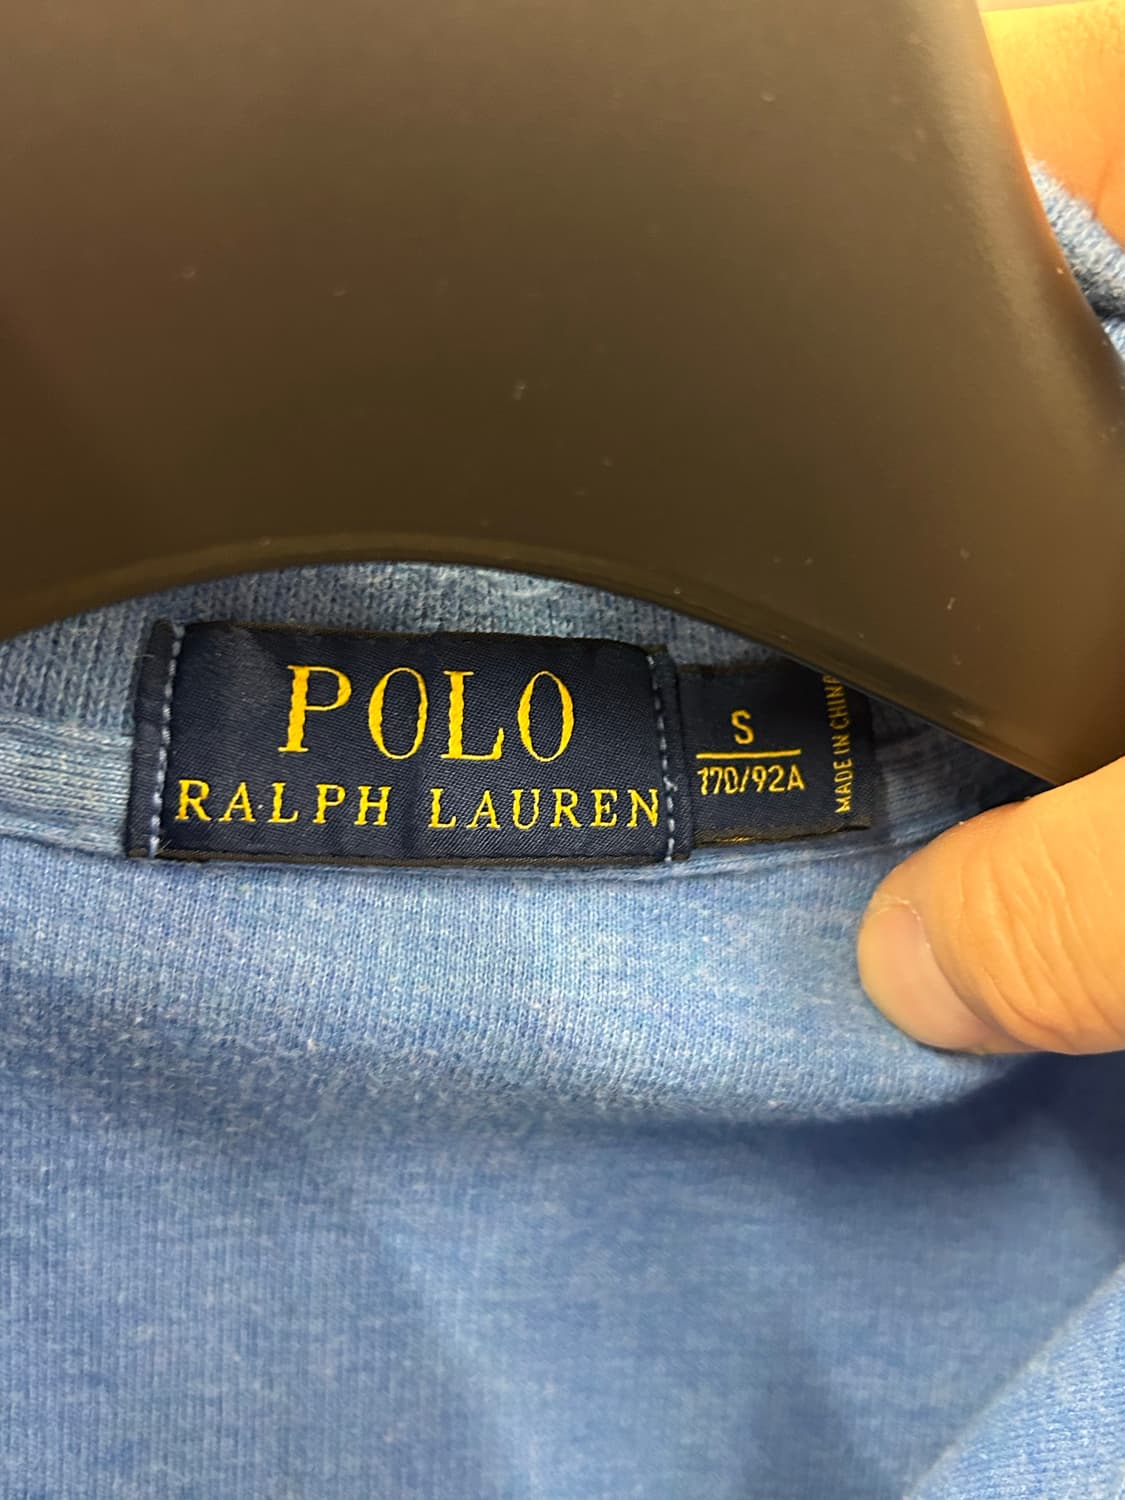 POLO
RALPH LAUREN
S
170/92A
MADE IN CHINA